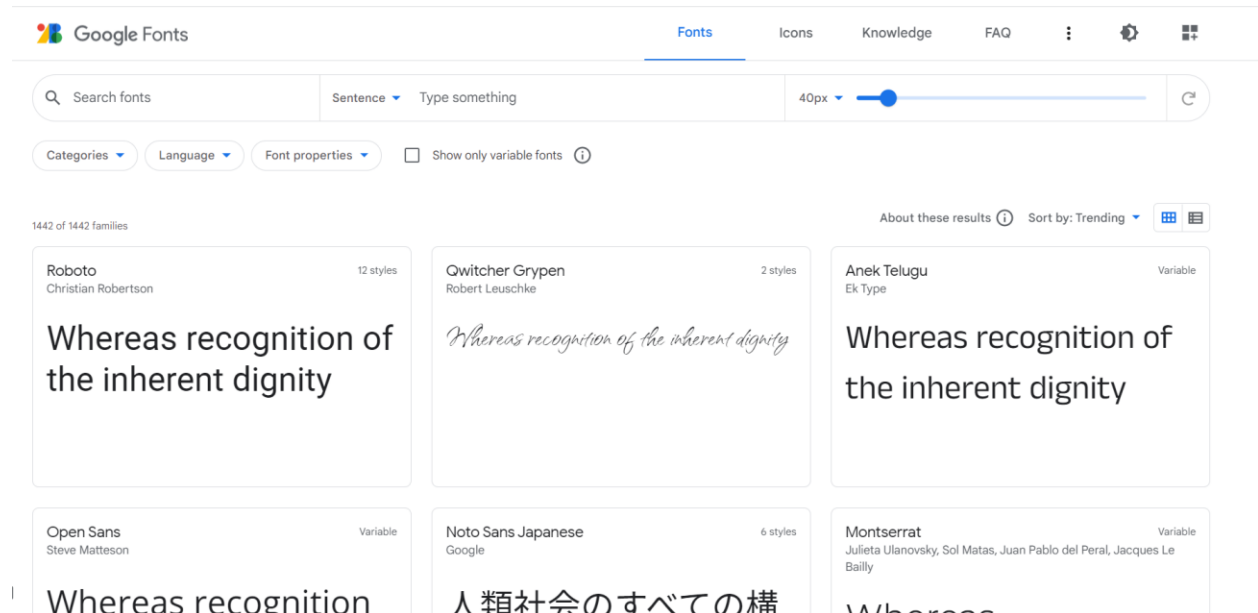 Google Fonts
Fonts Icons Knowledge FAQ
Search fonts Sentence Type something 40px
Categories Language Font properties Show only variable fonts
About these results Sort by: Trending
1442 of 1442 families
Roboto 12 styles
Christian Robertson
Whereas recognition of
the inherent dignity
Qwitcher Grypen 2 styles
Robert Leuschke
Whereas recognition of the inherent dignity
Anek Telugu Variable
Ek Type
Whereas recognition of
the inherent dignity
Open Sans Variable
Steve Matteson
Whereas recognition
Noto Sans Japanese 6 styles
Google
人類社会のすべての構
Montserrat Variable
Julieta Ulanovsky, Sol Matas, Juan Pablo del Peral, Jacques Le
Bailly
Whereas